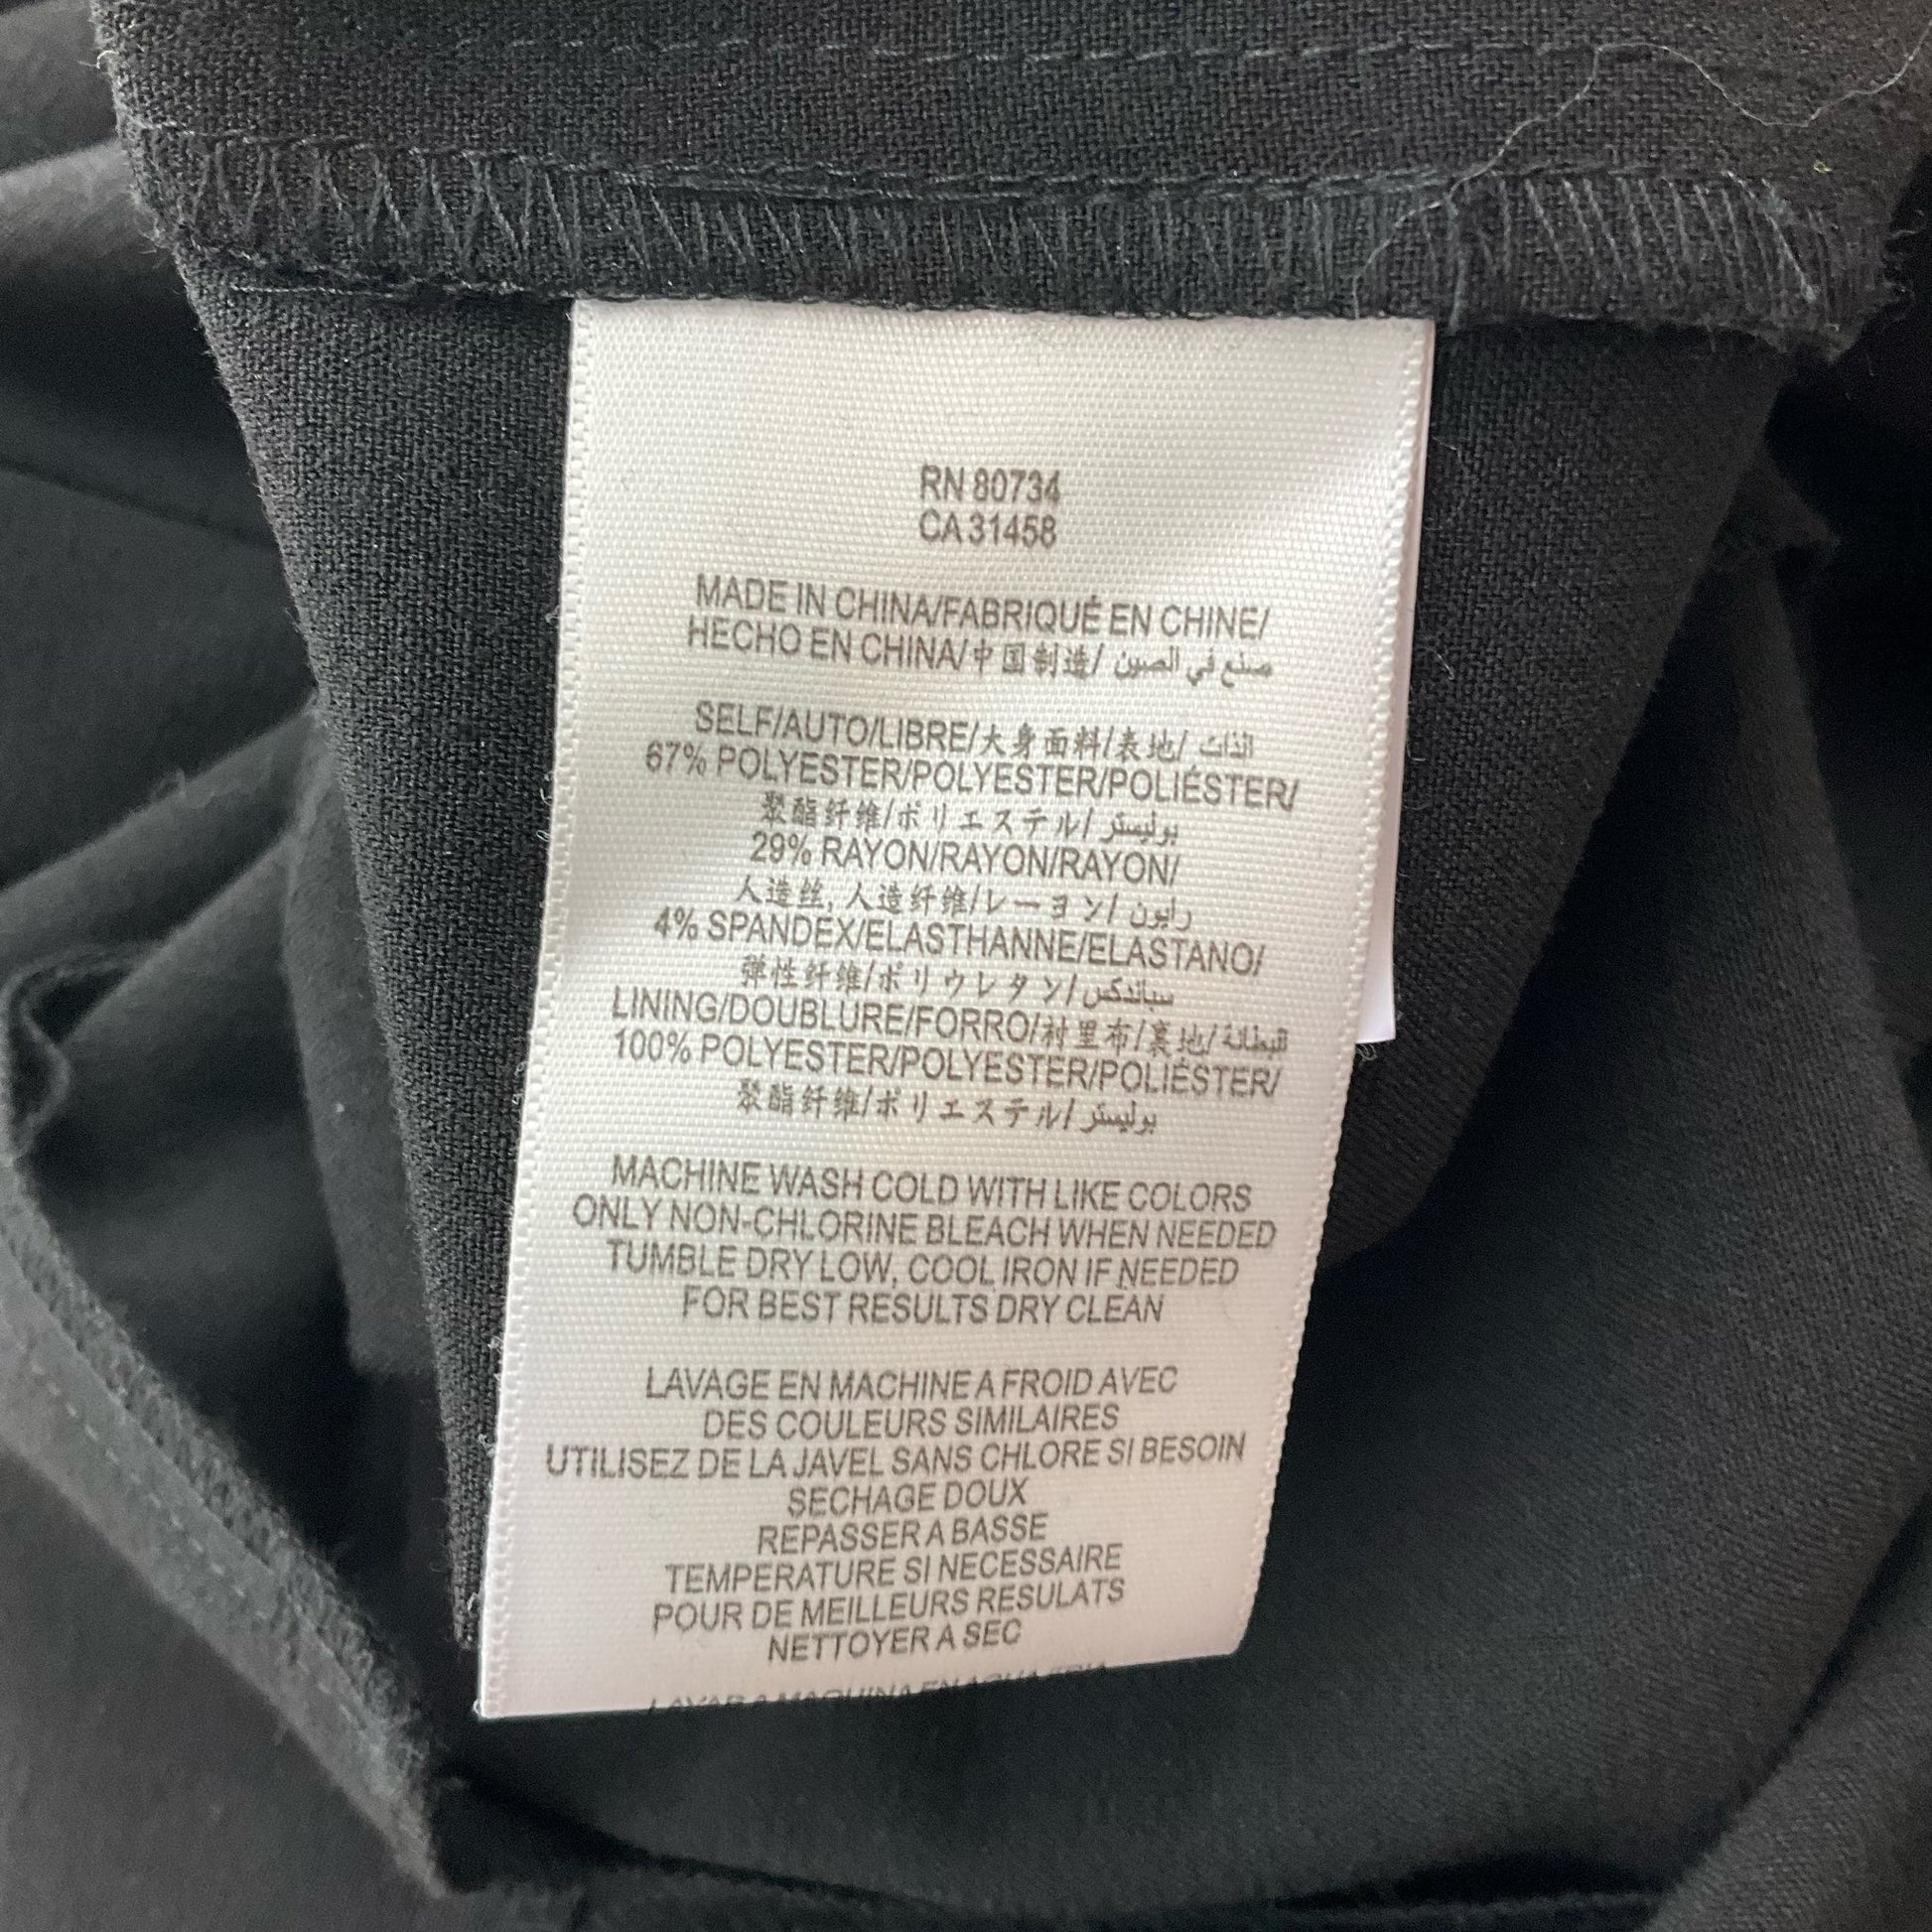 RN 80734
CA 31458
MADE IN CHINA/FABRIQUÉ EN CHINE/
HECHO EN CHINA/中国制造/ صنع في الصين
SELF/AUTO/LIBRE/大身面料/表地/ الذات
67% POLYESTER/POLYESTER/POLIÉSTER/
聚酯纤维/ポリエステル/ بوليستر
29% RAYON/RAYON/RAYON/
人造丝, 人造纤维/レーヨン/ رايون
4% SPANDEX/ELASTHANNE/ELASTANO/
弹性纤维/ポリウレタン/ سباندكس
LINING/DOUBLURE/FORRO/衬里布/裏地/ البطانة
100% POLYESTER/POLYESTER/POLIÉSTER/
聚酯纤维/ポリエステル/ بوليستر
MACHINE WASH COLD WITH LIKE COLORS
ONLY NON-CHLORINE BLEACH WHEN NEEDED
TUMBLE DRY LOW, COOL IRON IF NEEDED
FOR BEST RESULTS DRY CLEAN
LAVAGE EN MACHINE A FROID AVEC
DES COULEURS SIMILAIRES
UTILISEZ DE LA JAVEL SANS CHLORE SI BESOIN
SECHAGE DOUX
REPASSER A BASSE
TEMPERATURE SI NECESSAIRE
POUR DE MEILLEURS RESULATS
NETTOYER A SEC
LAVAR A MAQUINA EN AGUA FRIA